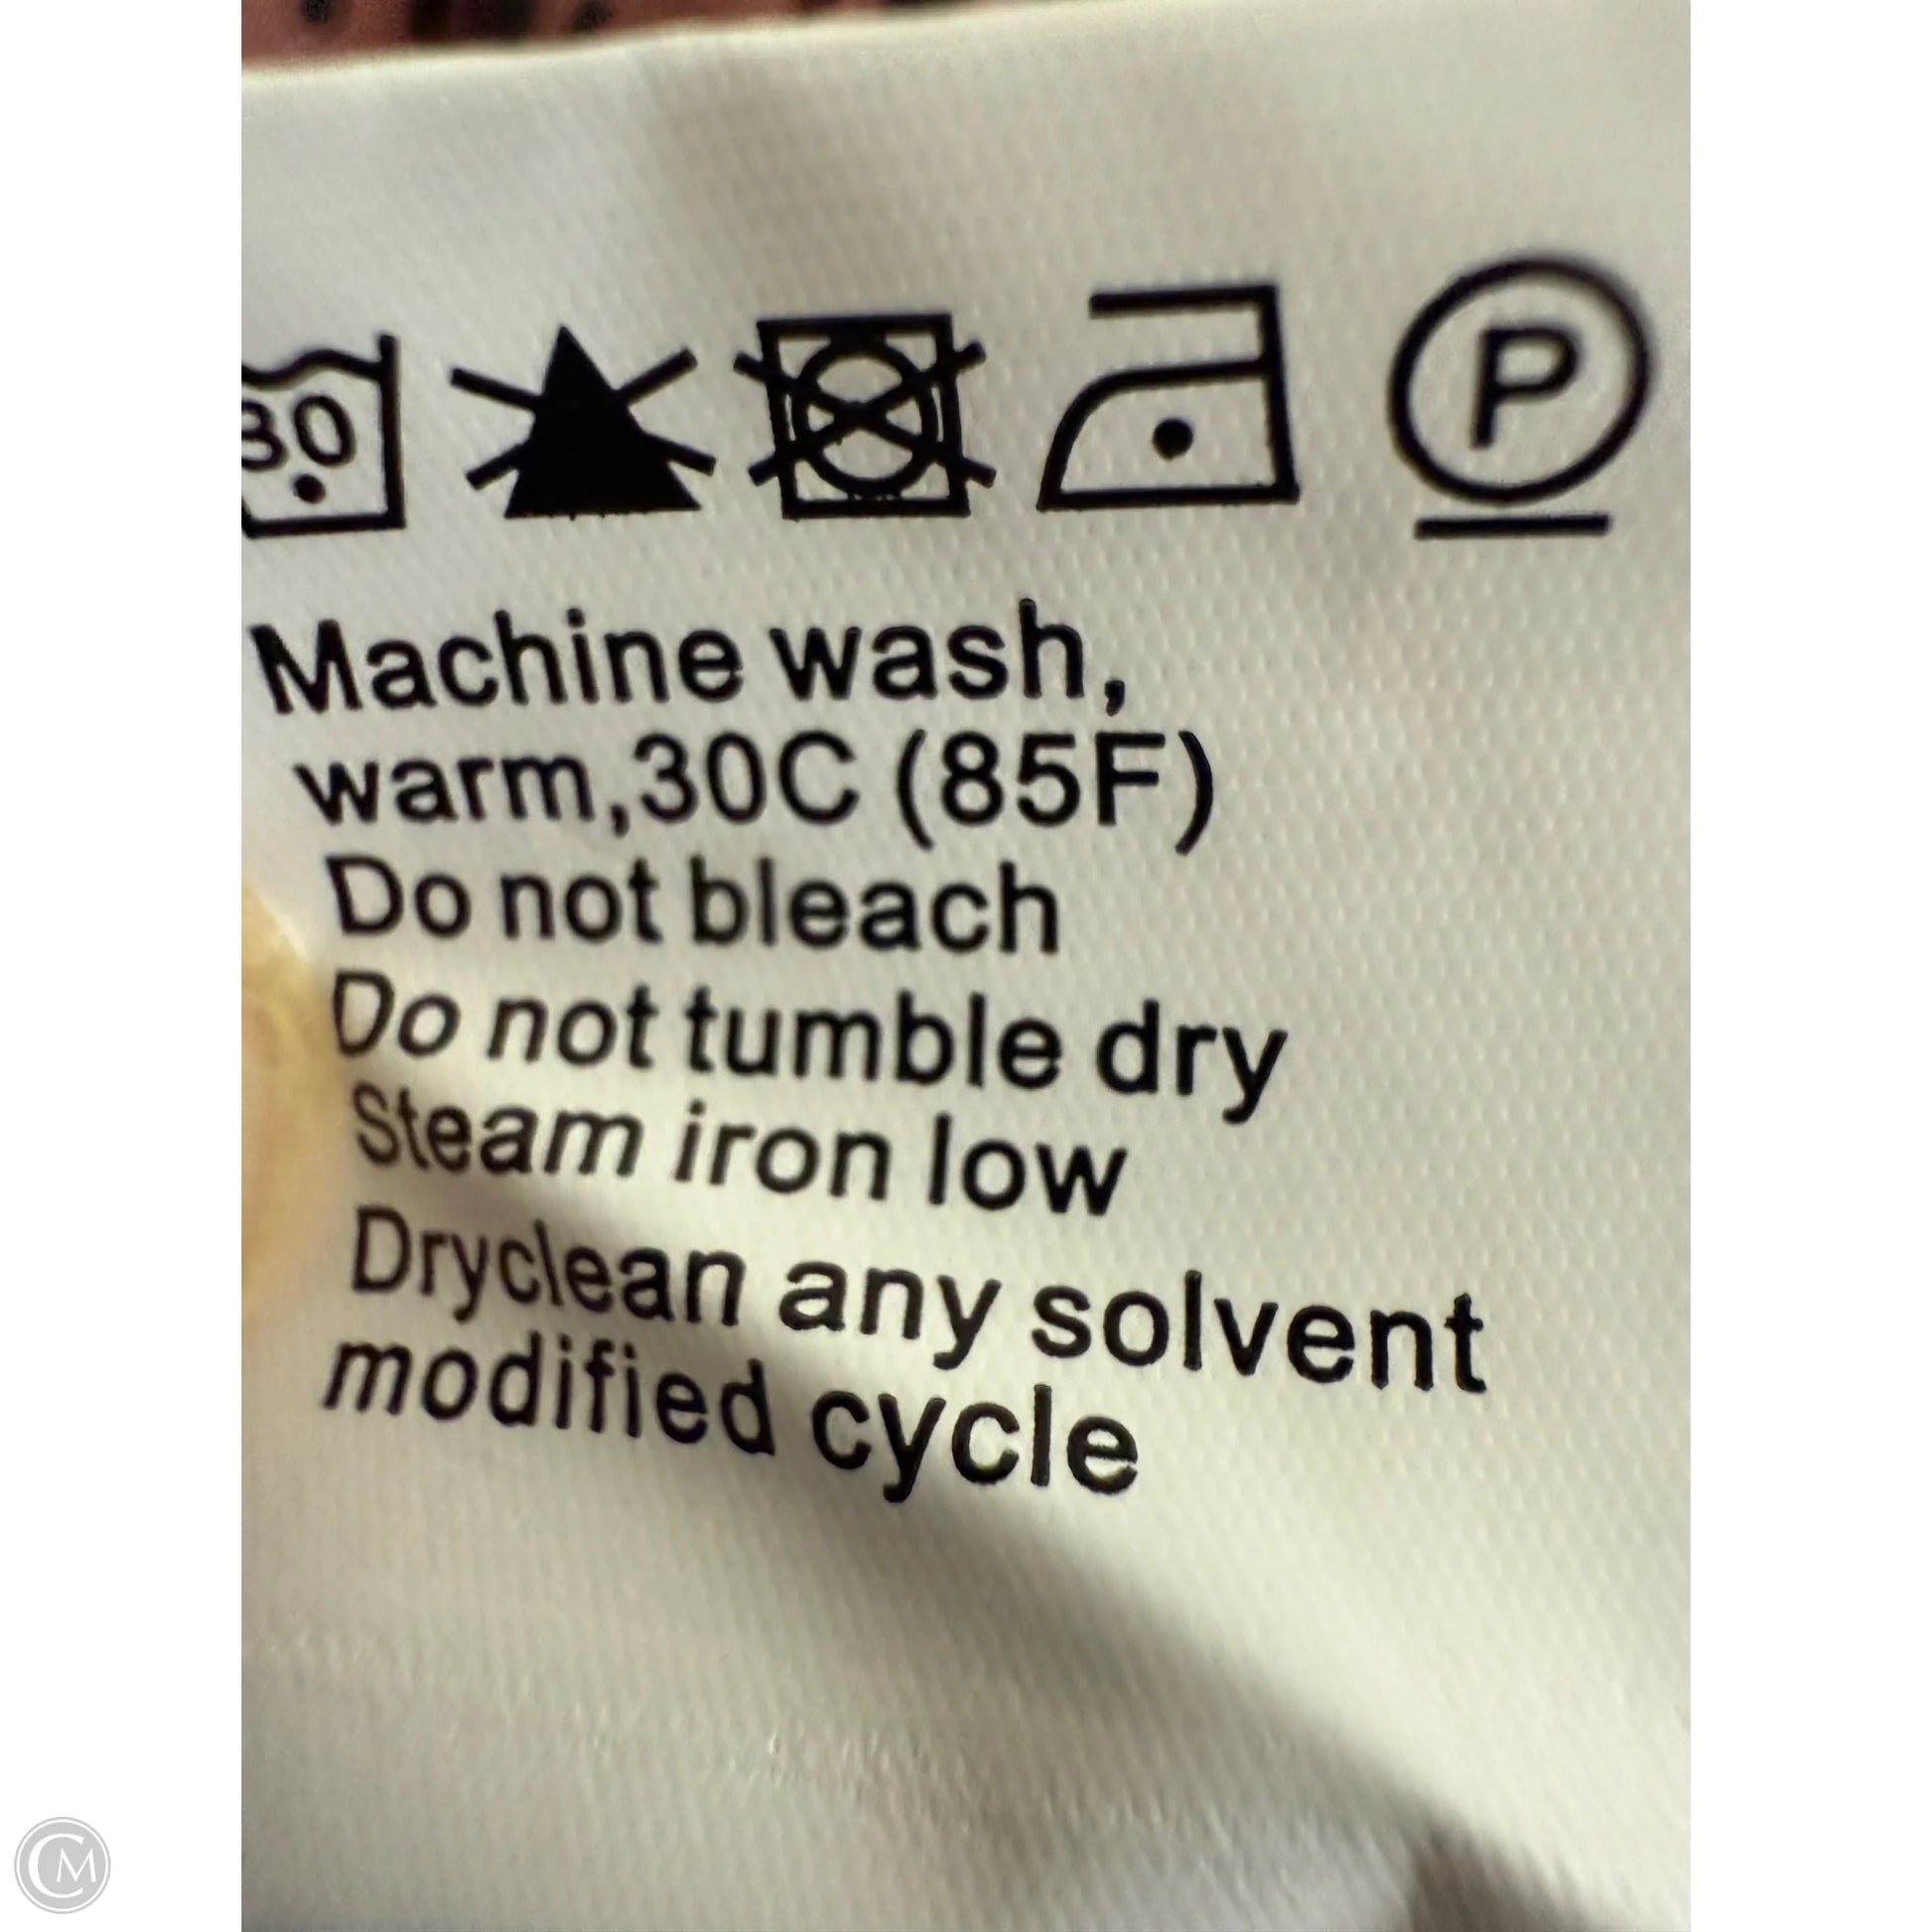 30
P
Machine wash,
warm,30C (85F)
Do not bleach
Do not tumble dry
Steam iron low
Dryclean any solvent
modified cycle
CM